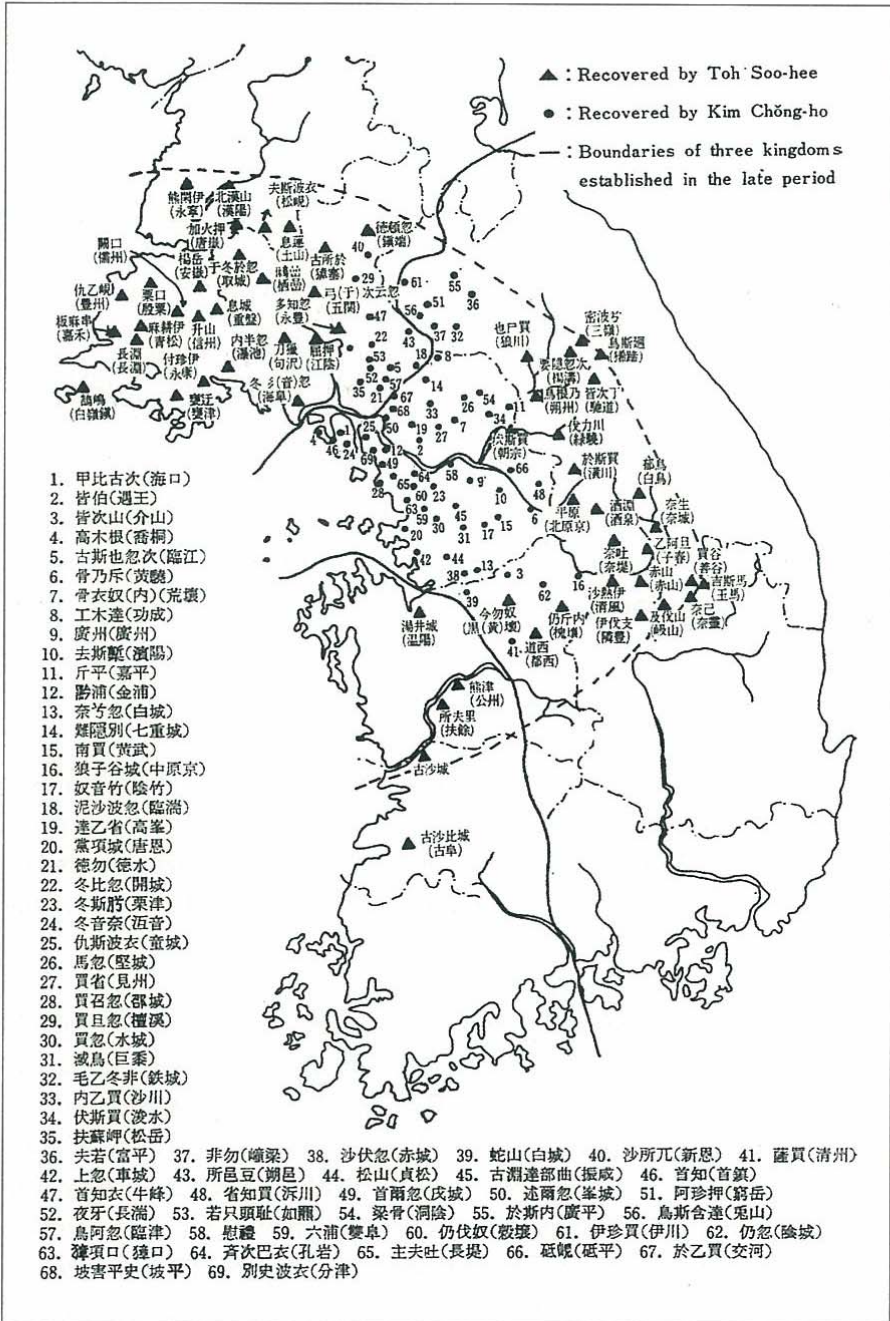 ▲ : Recovered by Toh Soo-hee
● : Recovered by Kim Chŏng-ho
— : Boundaries of three kingdoms
established in the late period
熊閑伊
(永寧)
北漢山
(漢陽)
夫斯波衣
(松峴)
加火押
(唐嶽)
息達
(土山)
古所於
(鎮寨)
徳頓忽
(鎭端)
關口
(儒州)
楊岳
(安嶽)
于冬於忽
(取城)
鵂嵒
(栖嵒)
多知忽
(永豊)
弓(于)次云忽
(五関)
仇乙峴
(豊州)
栗口
(殷栗)
板麻串
(嘉禾)
麻耕伊
(青松)
升山
(信州)
息城
(重盤)
内半忽
(瀑池)
刀臘
(句沢)
屈押
(江陰)
長淵
(長淵)
付珍伊
(永康)
冬彡(音)忽
(海皐)
鵠嶋
(白嶺鎮)
甕迁
(甕津)
也尸買
(狼川)
密波兮
(三嶺)
要隠忽次
(楊溝)
烏斯廻
(猪踏)
烏根乃
(朔州)
皆次丁
(馳道)
伐力川
(緑驍)
伏斯買
(朝宗)
於斯買
(潢川)
郁烏
(白烏)
平原
(北原京)
酒淵
(酒泉)
奈生
(奈城)
奈吐
(奈堤)
乙阿旦
(子春)
買谷
(善谷)
赤山
(赤山)
吉斯馬
(玉馬)
沙熱伊
(清風)
伊伐支
(隣豊)
及伐山
(岋山)
奈己
(奈靈)
湯井城
(温陽)
今勿奴
(黒(黄)壤)
仍斤内
(槐壌)
道西
(都西)
熊津
(公州)
所夫里
(扶餘)
古沙城
古沙比城
(古阜)
1. 甲比古次(海口)
2. 皆伯(遇王)
3. 皆次山(介山)
4. 高木根(喬桐)
5. 古斯也忽次(臨江)
6. 骨乃斥(黃驍)
7. 骨衣奴(内)(荒壤)
8. 工木達(功成)
9. 廣州(廣州)
10. 去斯斬(濱陽)
11. 斤平(嘉平)
12. 黔浦(金浦)
13. 奈兮忽(白城)
14. 難隠別(七重城)
15. 南買(黃武)
16. 狼子谷城(中原京)
17. 奴音竹(陰竹)
18. 泥沙波忽(臨湍)
19. 達乙省(高峯)
20. 黨項城(唐恩)
21. 徳勿(徳水)
22. 冬比忽(開城)
23. 冬斯肹(栗津)
24. 冬音奈(沍音)
25. 仇斯波衣(童城)
26. 馬忽(堅城)
27. 買省(見州)
28. 買召忽(邵城)
29. 買旦忽(檀溪)
30. 買忽(水城)
31. 滅烏(巨黍)
32. 毛乙冬非(鉄城)
33. 内乙買(沙川)
34. 伏斯買(浚水)
35. 扶蘇岬(松岳)
36. 夫若(富平) 37. 非勿(幢梁) 38. 沙伏忽(赤城) 39. 蛇山(白城) 40. 沙所兀(新恩) 41. 薩買(清州)
42. 上忽(車城) 43. 所邑豆(朔邑) 44. 松山(貞松) 45. 古淵達部曲(振威) 46. 首知(首鎮)
47. 首知衣(牛峰) 48. 省知買(沂川) 49. 首爾忽(戍城) 50. 述爾忽(峯城) 51. 阿珍押(窮岳)
52. 夜牙(長湍) 53. 若只頭耻(如羆) 54. 梁骨(洞陰) 55. 於斯内(廣平) 56. 烏斯含達(兎山)
57. 烏阿忽(臨津) 58. 慰禮 59. 六浦(雙阜) 60. 仍伐奴(穀壤) 61. 伊珍買(伊川) 62. 仍忽(陰城)
63. 獐項口(獐口) 64. 斉次巴衣(孔岩) 65. 主夫吐(長堤) 66. 砥峴(砥平) 67. 於乙買(交河)
68. 坡害平史(坡平) 69. 別史波衣(分津)